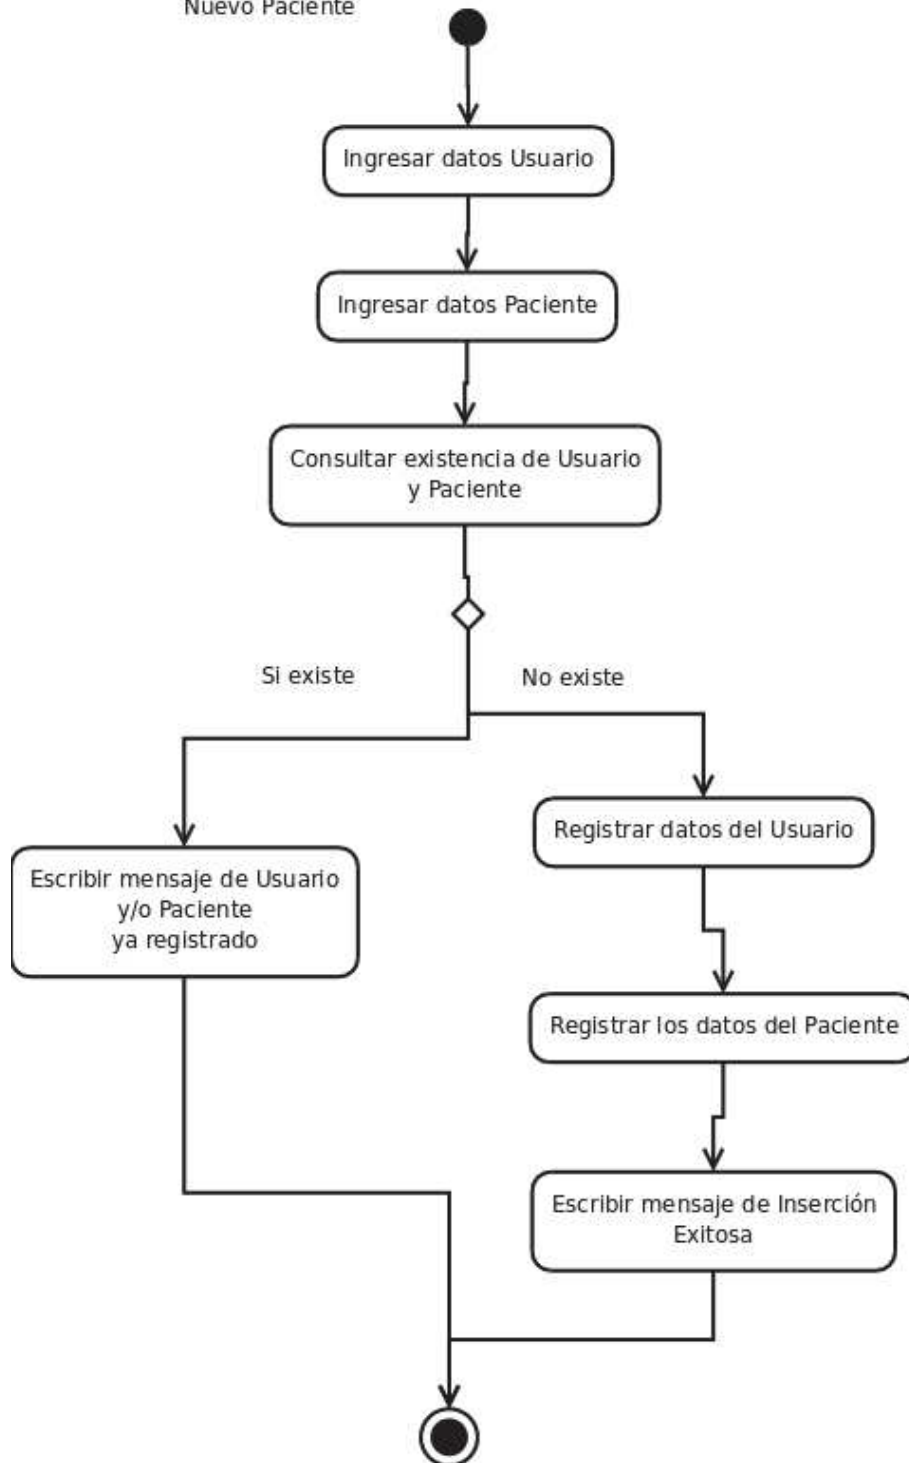 Nuevo Paciente
Ingresar datos Usuario
Ingresar datos Paciente
Consultar existencia de Usuario
y Paciente
Si existe
No existe
Registrar datos del Usuario
Escribir mensaje de Usuario
y/o Paciente
ya registrado
Registrar los datos del Paciente
Escribir mensaje de Inserción
Exitosa